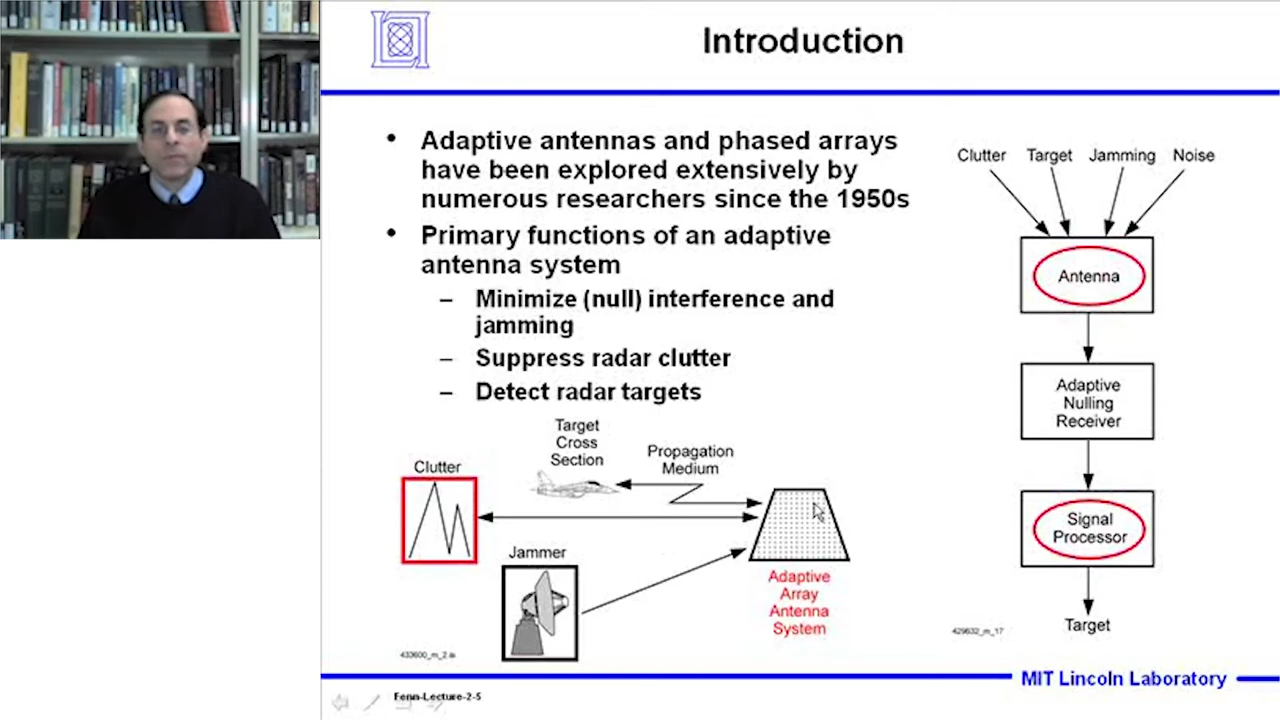 Introduction
• Adaptive antennas and phased arrays
have been explored extensively by
numerous researchers since the 1950s
• Primary functions of an adaptive
antenna system
– Minimize (null) interference and
jamming
– Suppress radar clutter
– Detect radar targets
Clutter
Target
Cross
Section
Propagation
Medium
Jammer
Adaptive
Array
Antenna
System
433600_m_2.ai
Clutter Target Jamming Noise
Antenna
Adaptive
Nulling
Receiver
Signal
Processor
Target
429632_m_17
MIT Lincoln Laboratory
Fenn-Lecture-2-5